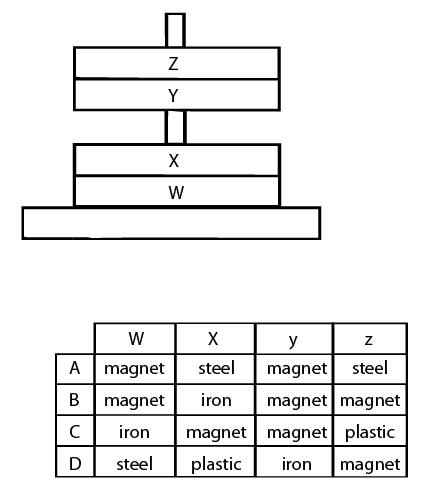 Z
Y
X
W
W X y z
A magnet steel magnet steel
B magnet iron magnet magnet
C iron magnet magnet plastic
D steel plastic iron magnet